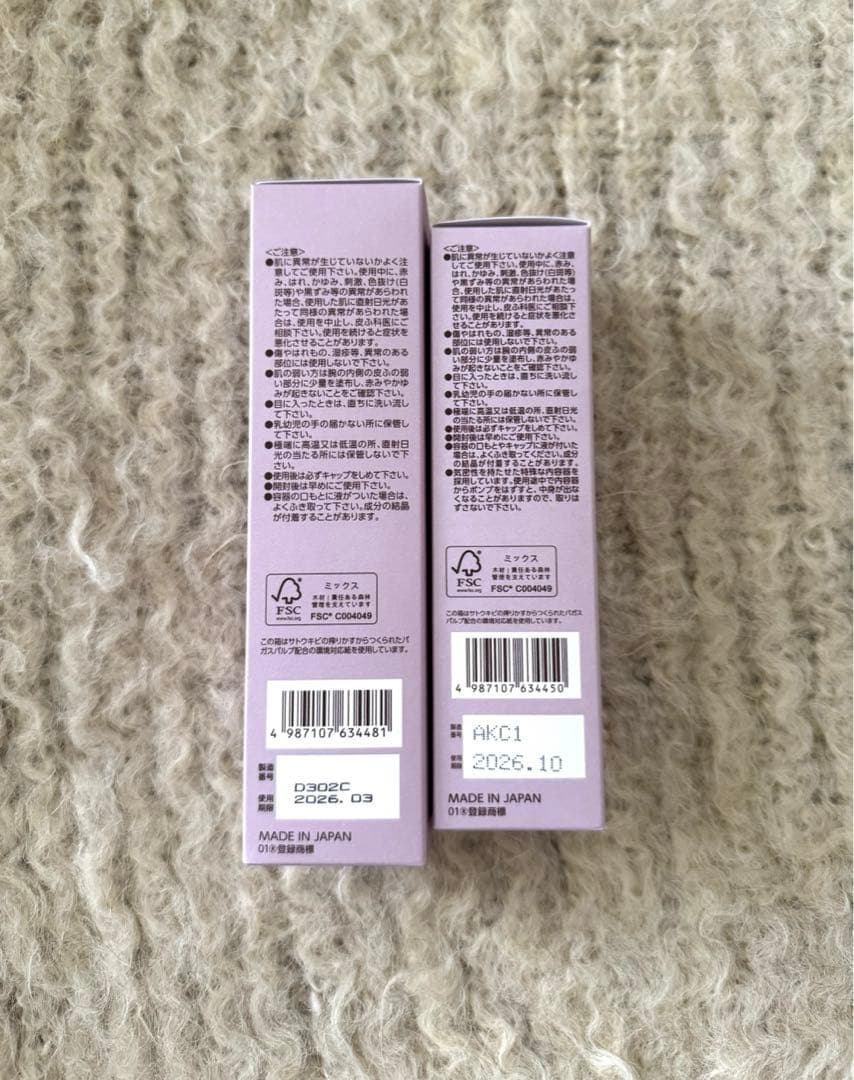 <ご注意>
●肌に異常が生じていないかよく注
意してご使用下さい。使用中に、赤
み、はれ、かゆみ、刺激、色抜け(白
斑等)や黒ずみ等の異常があらわれ
た場合、使用した肌に直射日光があ
たって同様の異常があらわれた場
合は、使用を中止し、皮ふ科医にご
相談下さい。使用を続けると症状を
悪化させることがあります。
●傷やはれもの、湿疹等、異常のある
部位には使用しないで下さい。
●肌の弱い方は腕の内側の皮ふの弱
い部分に少量を塗布し、赤みやかゆ
みが起きないことをご確認下さい。
●目に入ったときは、直ちに洗い流し
て下さい。
●乳幼児の手の届かない所に保管し
て下さい。
●極端に高温又は低温の所、直射日
光の当たる所には保管しないで下
さい。
●使用後は必ずキャップをしめて下さい。
●開封後は早めにご使用下さい。
●容器の口もとに液がついた場合は、
よくふき取って下さい。成分の結晶
が付着することがあります。
FSC
www.fsc.org
ミックス
木材|責任ある森林
管理を支えています
FSC® C004049
この箱はサトウキビの搾りかすからつくられたバ
ガスパルプ配合の環境対応紙を使用しています。
4 987107 634481
製造
番号
D302C
使用
期限
2026. 03
MADE IN JAPAN
01®登録商標
<ご注意>
●肌に異常が生じていないかよく注意し
てご使用下さい。使用中に、赤み、
はれ、かゆみ、刺激、色抜け(白斑等)
や黒ずみ等の異常があらわれた場
合、使用した肌に直射日光があたっ
て同様の異常があらわれた場合は、
使用を中止し、皮ふ科医にご相談下
さい。使用を続けると症状を悪化さ
せることがあります。
●傷やはれもの、湿疹等、異常のある
部位には使用しないで下さい。
●肌の弱い方は腕の内側の皮ふの弱
い部分に少量を塗布し、赤みやかゆ
みが起きないことをご確認下さい。
●目に入ったときは、直ちに洗い流し
て下さい。
●乳幼児の手の届かない所に保管し
て下さい。
●極端に高温又は低温の所、直射日光
の当たる所には保管しないで下さい。
●使用後は必ずキャップをしめて下さい。
●開封後は早めにご使用下さい。
●容器の口もとやキャップに液が付いた
場合は、よくふき取ってください。成分
の結晶が付着することがあります。
●気密性を持たせた特殊な内容器を
採用しています。使用途中で内容器
からポンプをはずすと、中身が出な
くなることがありますので、取りは
ずさないで下さい。
FSC
www.fsc.org
ミックス
木材|責任ある森林
管理を支えています
FSC® C004049
この箱はサトウキビの搾りかすからつくられたバガス
パルプ配合の環境対応紙を使用しています。
4 987107 634450
製造
番号
AKC1
使用
期限
2026.10
MADE IN JAPAN
01®登録商標